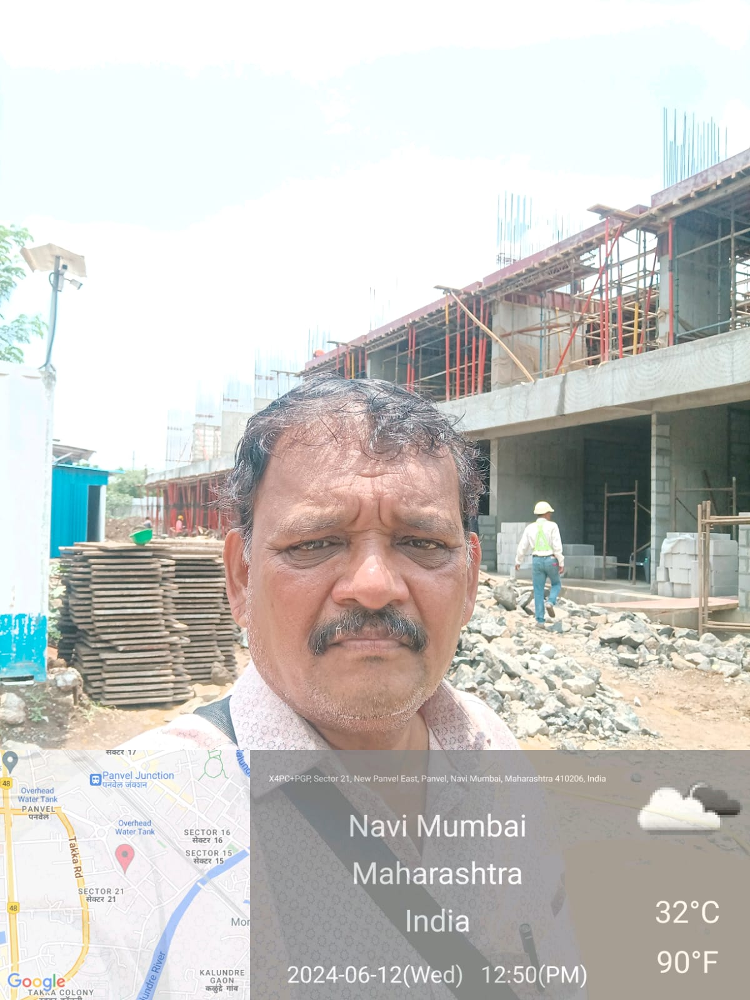 सेक्टर 17
Panvel Junction
पनवेल जंक्शन
48
Overhead
Water Tank
PANVEL
पनवेल
Overhead
Water Tank
SECTOR 16
सेक्टर 16
SECTOR 15
सेक्टर 15
Takka Rd
SECTOR 21
सेक्टर 21
48
Mor
KALUNDRE
GAON
कळुंद्रे गांव
Google
TAKKA COLONY
X4PC+PGP, Sector 21, New Panvel East, Panvel, Navi Mumbai, Maharashtra 410206, India
Navi Mumbai
Maharashtra
India
2024-06-12(Wed) 12:50(PM)
32°C
90°F